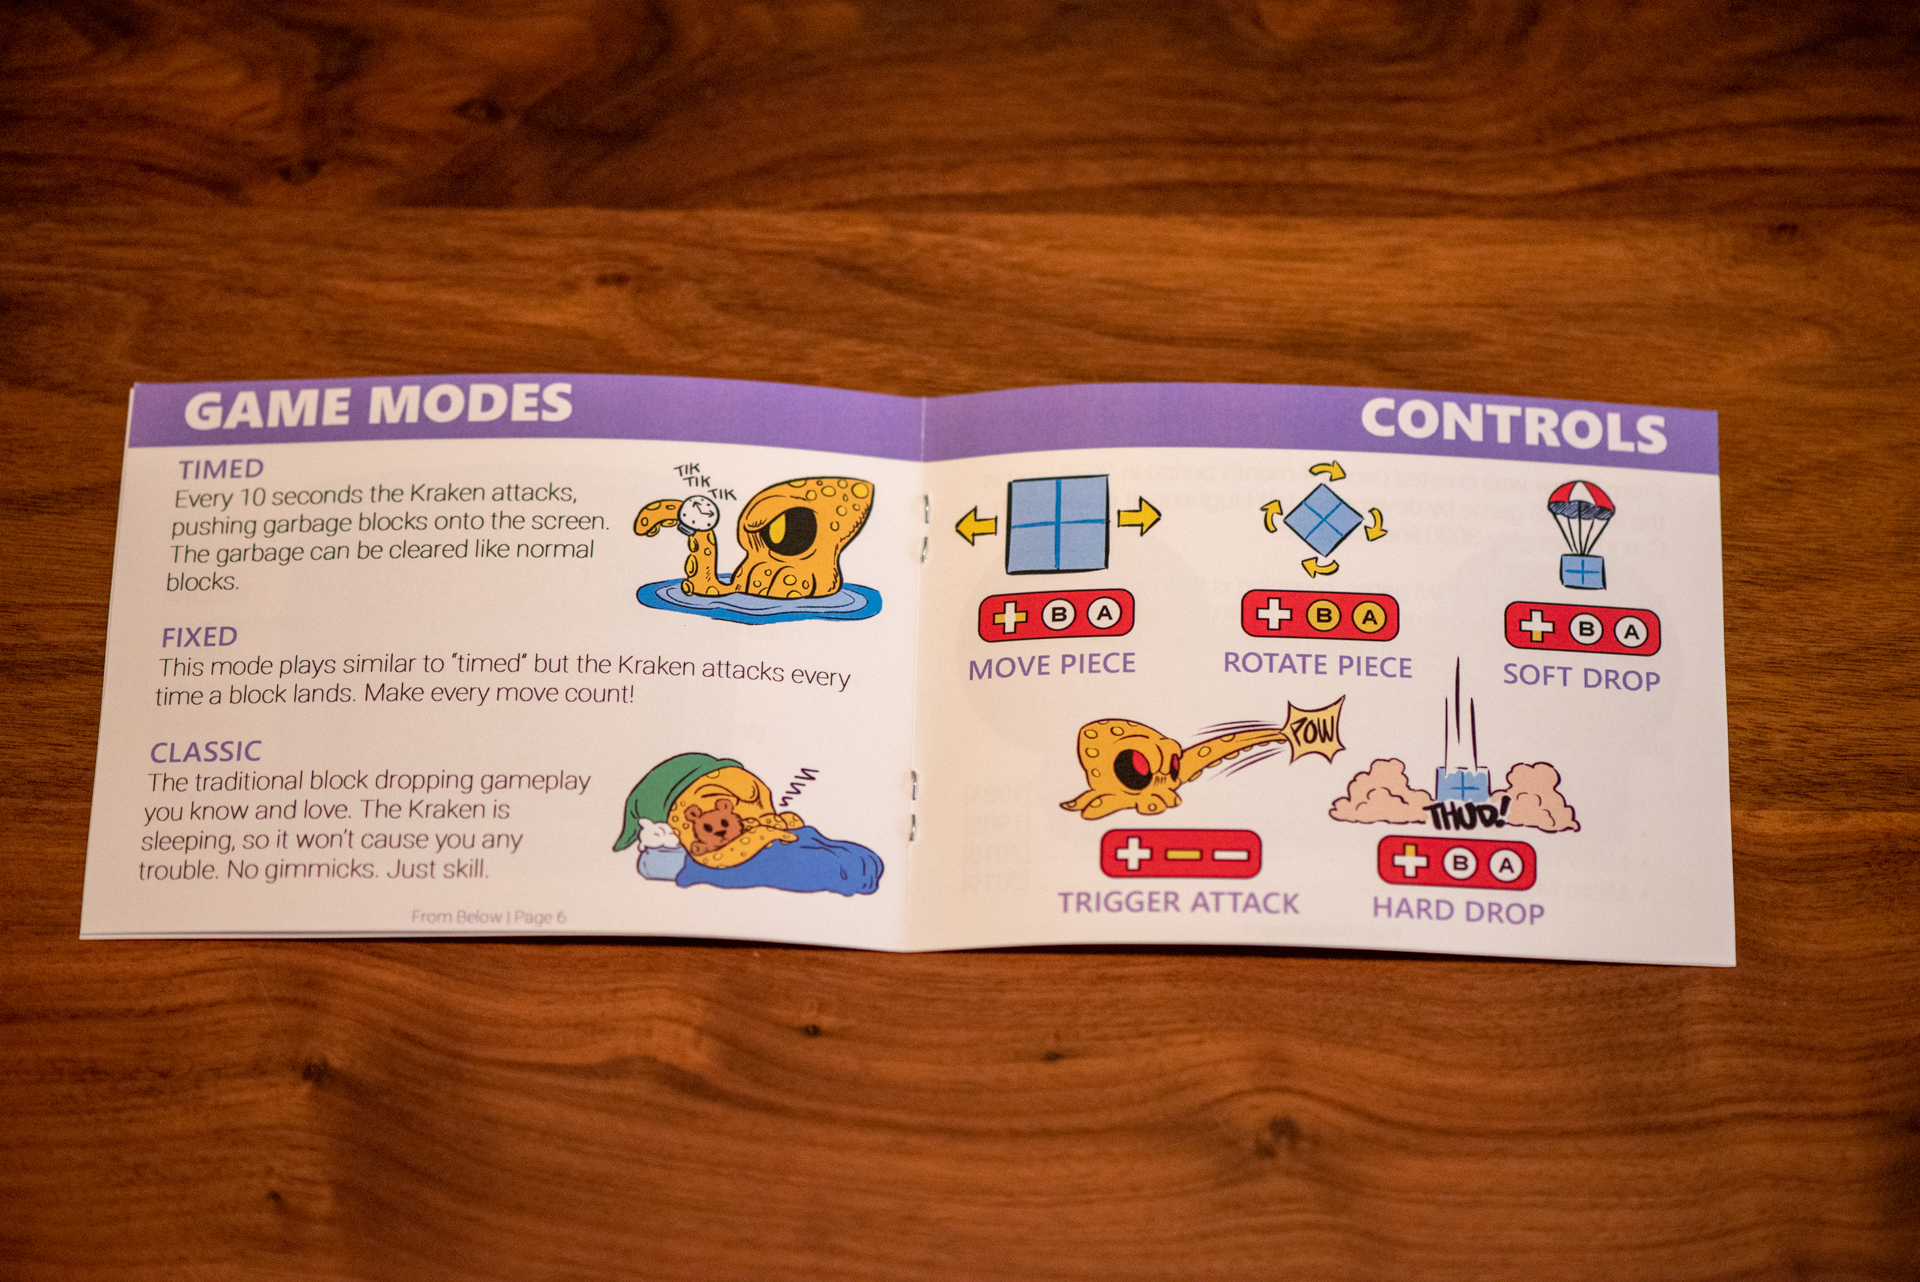 GAME MODES
TIMED
Every 10 seconds the Kraken attacks,
pushing garbage blocks onto the screen.
The garbage can be cleared like normal
blocks.
TIK
TIK
TIK
FIXED
This mode plays similar to "timed" but the Kraken attacks every
time a block lands. Make every move count!
CLASSIC
The traditional block dropping gameplay
you know and love. The Kraken is
sleeping, so it won't cause you any
trouble. No gimmicks. Just skill.
From Below | Page 6
CONTROLS
B A
MOVE PIECE
B A
ROTATE PIECE
B A
SOFT DROP
POW
TRIGGER ATTACK
THUD!
B A
HARD DROP